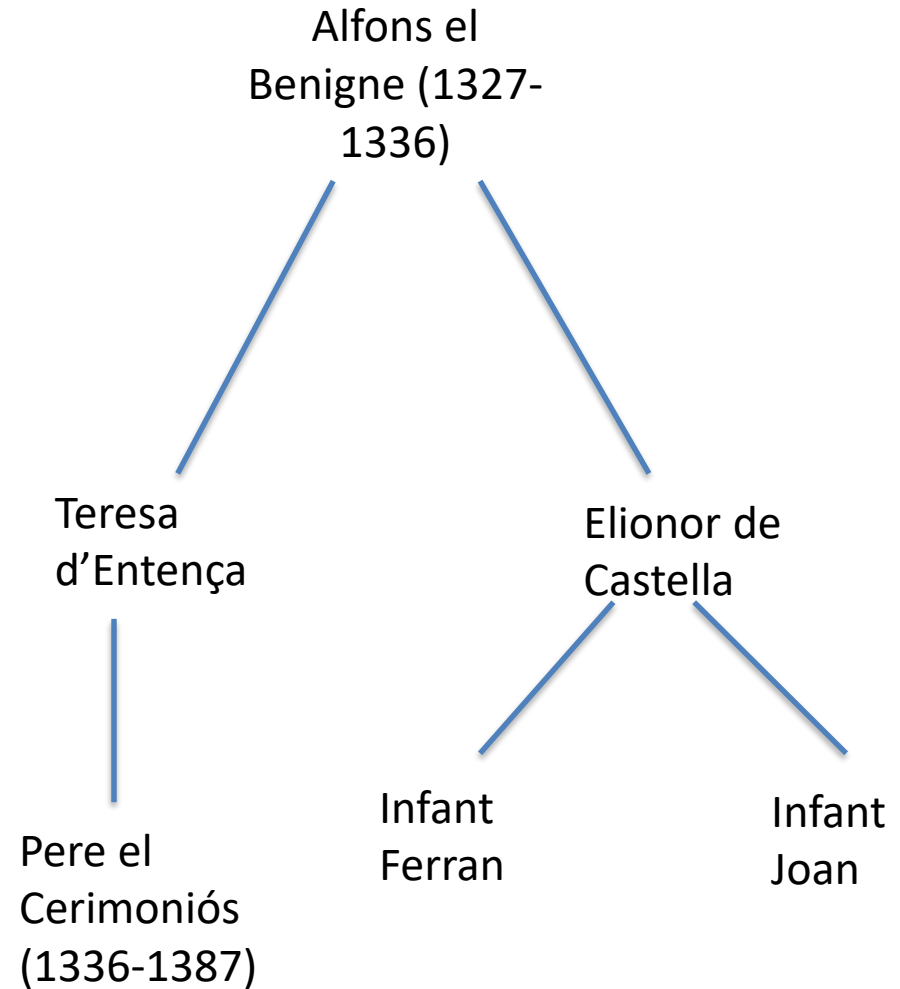 Alfons el
Benigne (1327-
1336)
Teresa
d’Entença
Elionor de
Castella
Infant
Ferran
Infant
Joan
Pere el
Cerimoniós
(1336-1387)